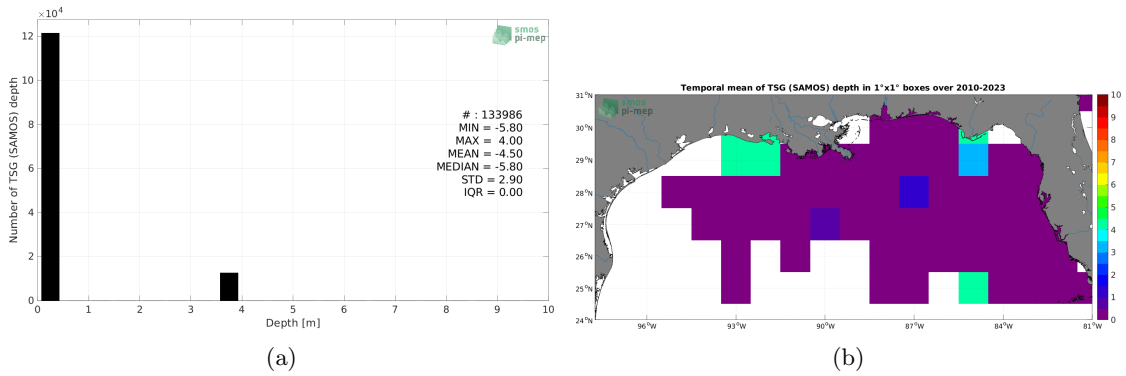 ×10⁴
12
10
8
6
4
2
0
Number of TSG (SAMOS) depth
smos
pi-mep
# : 133986
MIN = -5.80
MAX = 4.00
MEAN = -4.50
MEDIAN = -5.80
STD = 2.90
IQR = 0.00
0 1 2 3 4 5 6 7 8 9 10
Depth [m]
(a)
Temporal mean of TSG (SAMOS) depth in 1°x1° boxes over 2010-2023
smos
pi-mep
31°N
30°N
29°N
28°N
27°N
26°N
25°N
24°N
96°W 93°W 90°W 87°W 84°W 81°W
10
9
8
7
6
5
4
3
2
1
0
(b)